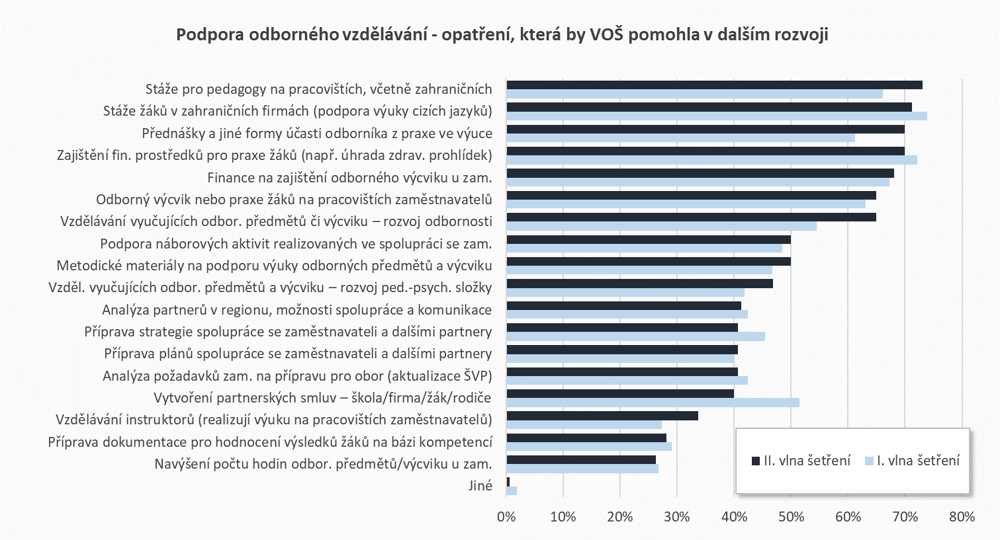 Podpora odborného vzdělávání - opatření, která by VOŠ pomohla v dalším rozvoji
Stáže pro pedagogy na pracovištích, včetně zahraničních
Stáže žáků v zahraničních firmách (podpora výuky cizích jazyků)
Přednášky a jiné formy účasti odborníka z praxe ve výuce
Zajištění fin. prostředků pro praxe žáků (např. úhrada zdrav. prohlídek)
Finance na zajištění odborného výcviku u zam.
Odborný výcvik nebo praxe žáků na pracovištích zaměstnavatelů
Vzdělávání vyučujících odbor. předmětů či výcviku – rozvoj odbornosti
Podpora náborových aktivit realizovaných ve spolupráci se zam.
Metodické materiály na podporu výuky odborných předmětů a výcviku
Vzděl. vyučujících odbor. předmětů a výcviku – rozvoj ped.-psych. složky
Analýza partnerů v regionu, možnosti spolupráce a komunikace
Příprava strategie spolupráce se zaměstnavateli a dalšími partnery
Příprava plánů spolupráce se zaměstnavateli a dalšími partnery
Analýza požadavků zam. na přípravu pro obor (aktualizace ŠVP)
Vytvoření partnerských smluv – škola/firma/žák/rodiče
Vzdělávání instruktorů (realizují výuku na pracovištích zaměstnavatelů)
Příprava dokumentace pro hodnocení výsledků žáků na bázi kompetencí
Navýšení počtu hodin odbor. předmětů/výcviku u zam.
Jiné
II. vlna šetření I. vlna šetření
0% 10% 20% 30% 40% 50% 60% 70% 80%